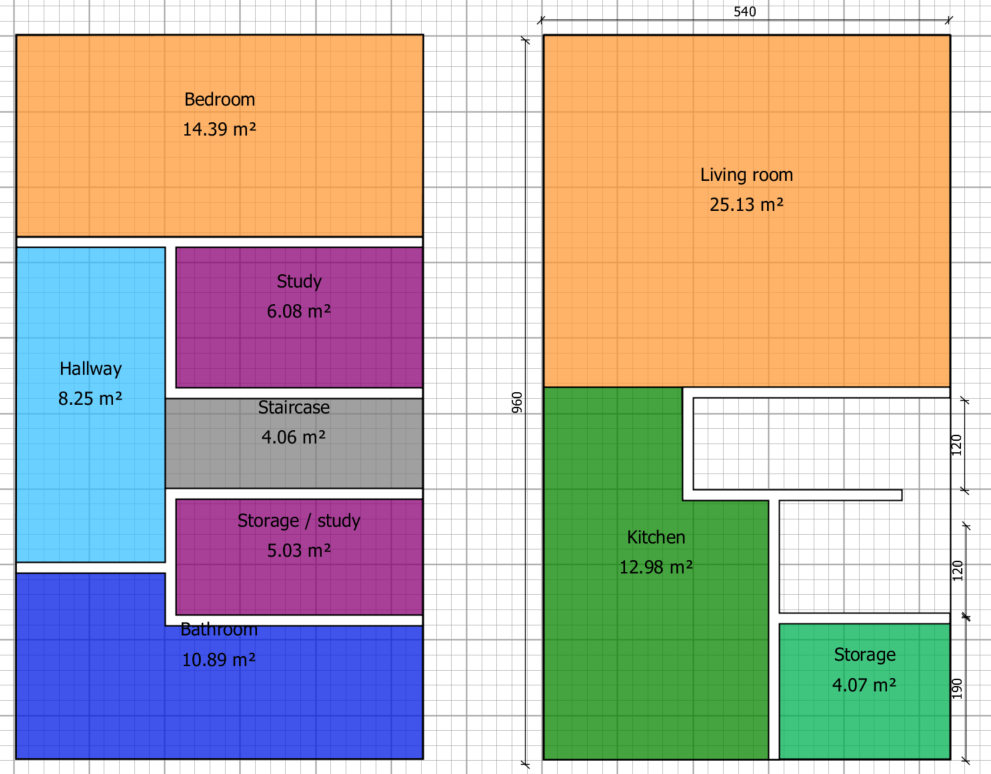 540
Bedroom
14.39 m²
Living room
25.13 m²
Study
6.08 m²
Hallway
8.25 m²
Staircase
4.06 m²
960
120
Storage / study
5.03 m²
Kitchen
12.98 m²
120
Bathroom
10.89 m²
Storage
4.07 m²
190